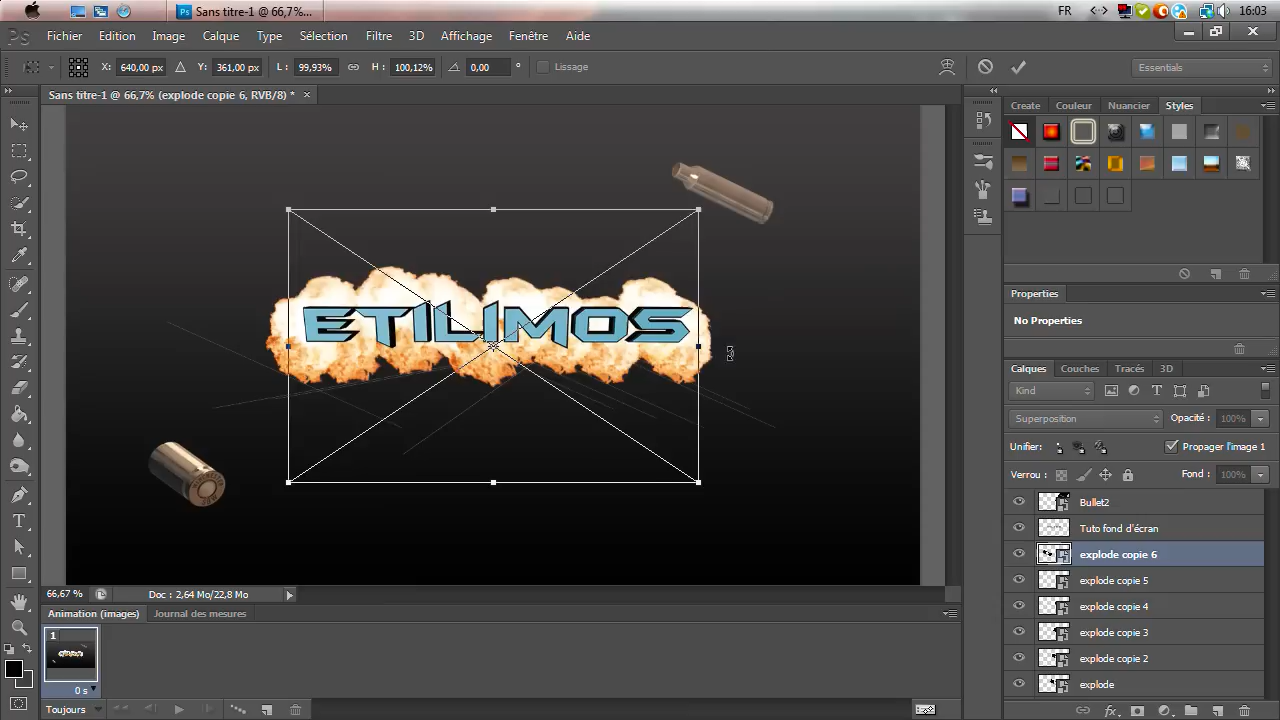 Ps Sans titre-1 @ 66,7%... FR 16:03
Ps Fichier Edition Image Calque Type Sélection Filtre 3D Affichage Fenêtre Aide
X: 640,00 px Y: 361,00 px L: 99,93% H: 100,12% 0,00 ° Lissage Essentials
Sans titre-1 @ 66,7% (explode copie 6, RVB/8) * ×
Create Couleur Nuancier Styles
ETILIMOS
Properties
No Properties
Calques Couches Tracés 3D
Kind
Superposition Opacité : 100%
Unifier: Propager l'image 1
Verrou : Fond : 100%
Bullet2
Tuto fond d'écran
explode copie 6
explode copie 5
explode copie 4
explode copie 3
explode copie 2
explode
66,67 % Doc : 2,64 Mo/22,8 Mo
Animation (images) Journal des mesures
1
0 s
Toujours